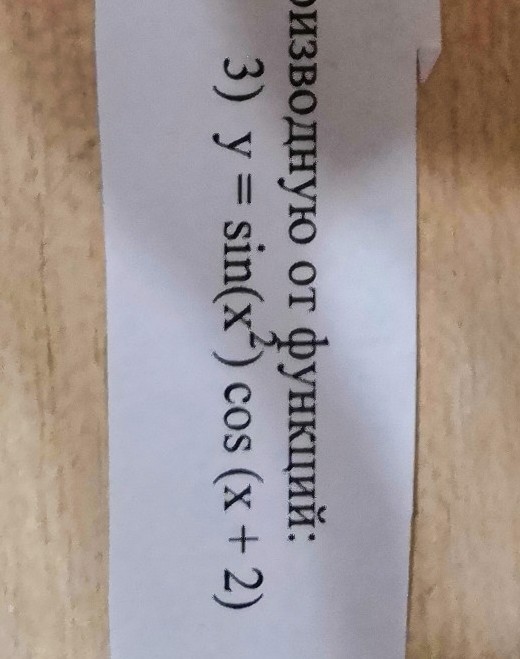 оизводную от функций:
3) y = sin(x²) cos (x + 2)